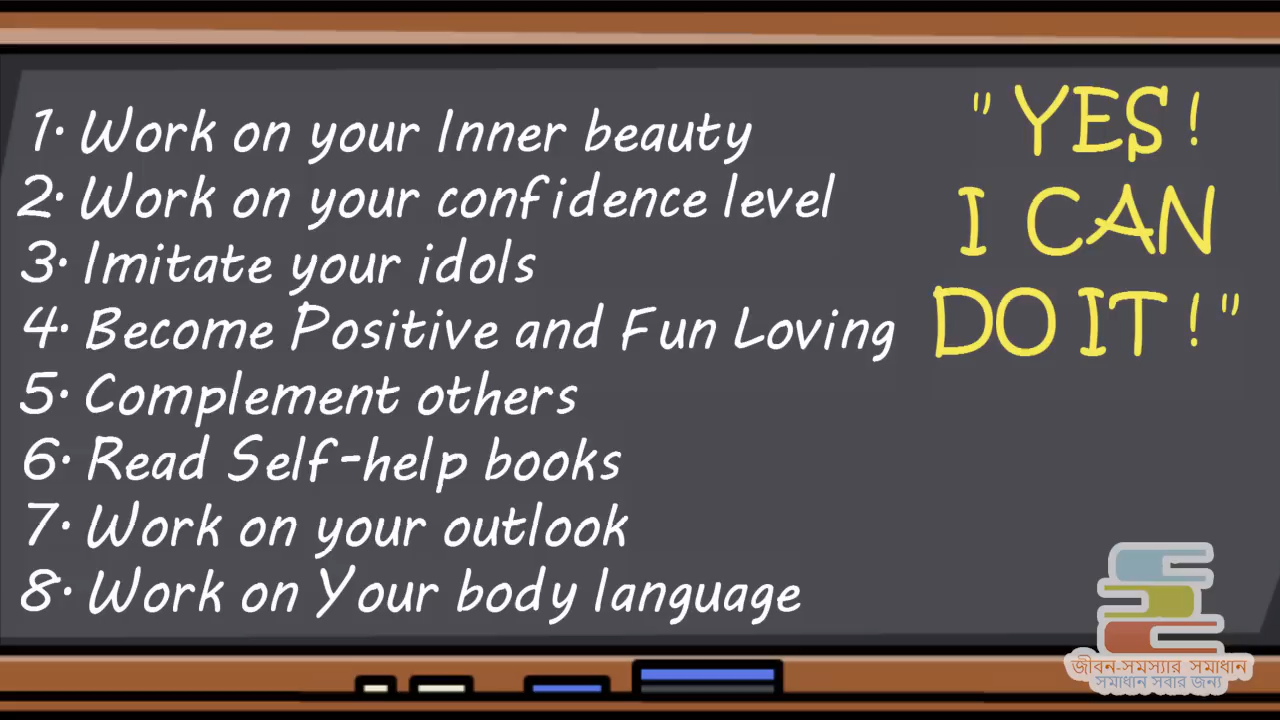 1. Work on your Inner beauty
2. Work on your confidence level
3. Imitate your idols
4. Become Positive and Fun Loving
5. Complement others
6. Read Self-help books
7. Work on your outlook
8. Work on Your body language
" YES !
I CAN
DO IT ! "
জীবন-সমস্যার সমাধান
সমাধান সবার জন্য